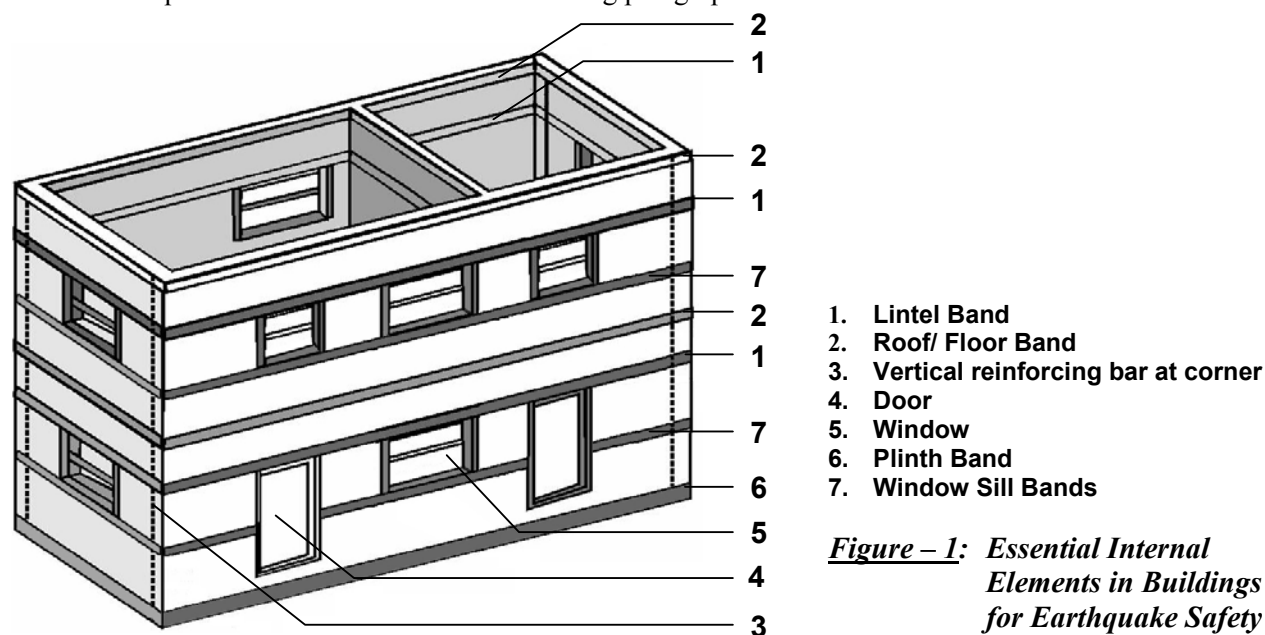 2
1
2
1
7
2
1
7
6
5
4
3
1. Lintel Band
2. Roof/ Floor Band
3. Vertical reinforcing bar at corner
4. Door
5. Window
6. Plinth Band
7. Window Sill Bands
Figure – 1: Essential Internal
Elements in Buildings
for Earthquake Safety